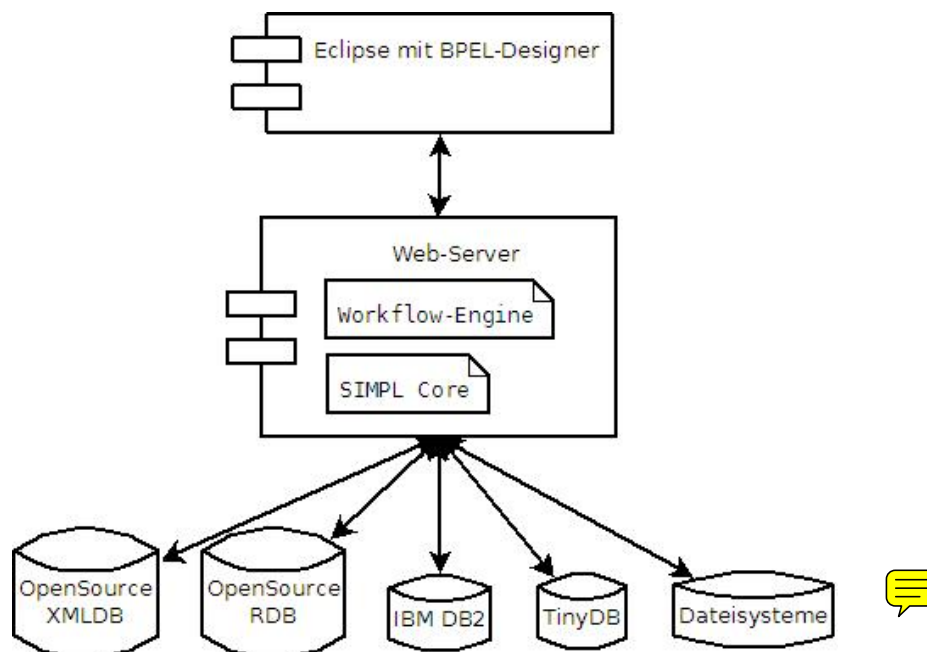 Eclipse mit BPEL-Designer
Web-Server
Workflow-Engine
SIMPL Core
OpenSource
XMLDB
OpenSource
RDB
IBM DB2
TinyDB
Dateisysteme